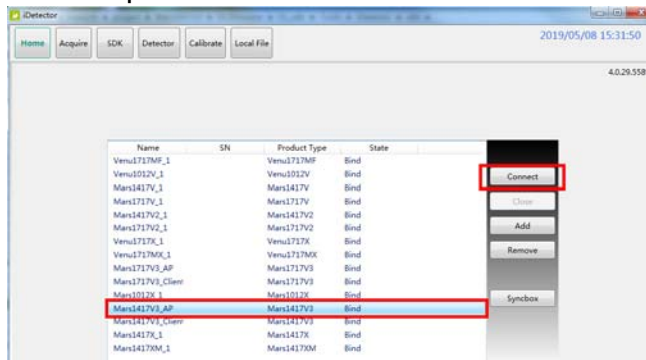 iDetector
Home Acquire SDK Detector Calibrate Local File
2019/05/08 15:31:50
4.0.29.558
Name SN Product Type State
Venu1717MF_1 Venu1717MF Bind
Venu1012V_1 Venu1012V Bind
Mars1417V_1 Mars1417V Bind
Mars1717V_1 Mars1717V Bind
Mars1417V2_1 Mars1417V2 Bind
Mars1717V2_1 Mars1717V2 Bind
Venu1717X_1 Venu1717X Bind
Venu1717MX_1 Venu1717MX Bind
Mars1717V3_AP Mars1717V3 Bind
Mars1717V3_Client Mars1717V3 Bind
Mars1012X_1 Mars1012X Bind
Mars1417V3_AP Mars1417V3 Bind
Mars1417V3_Client Mars1417V3 Bind
Mars1417X_1 Mars1417X Bind
Mars1417XM_1 Mars1417XM Bind
Connect
Close
Add
Remove
Syncbox